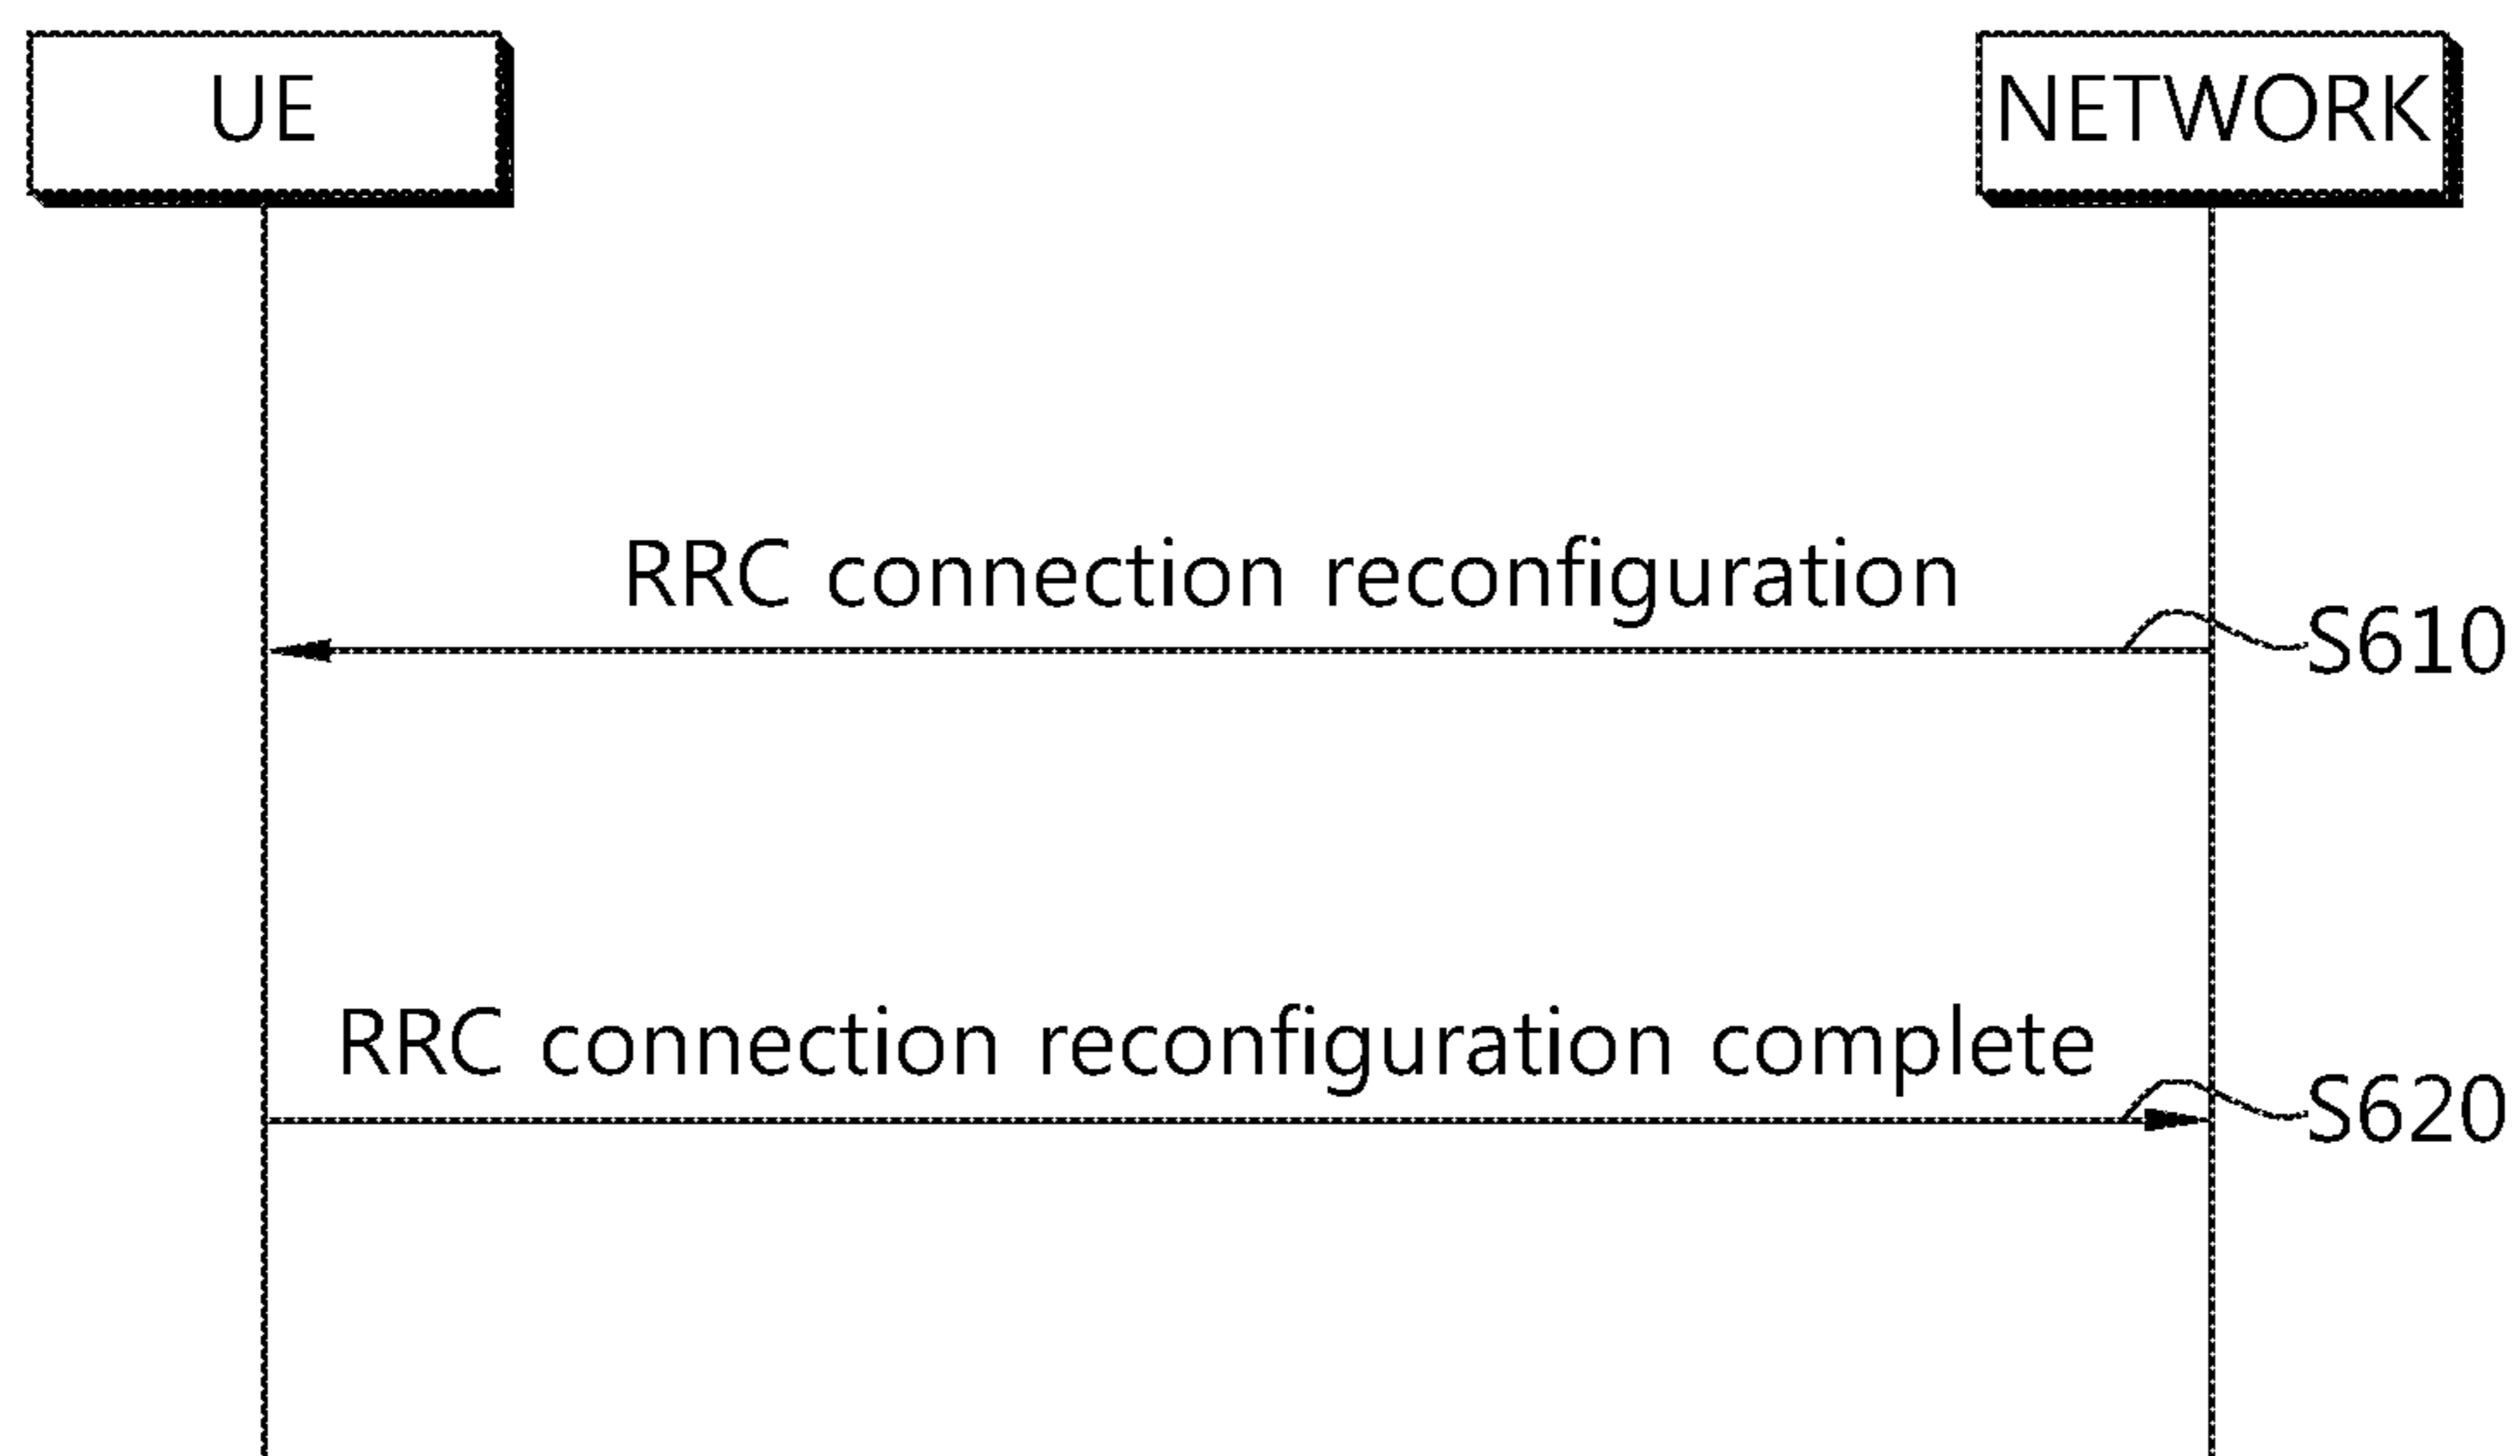 UE
NETWORK
RRC connection reconfiguration
S610
RRC connection reconfiguration complete
S620